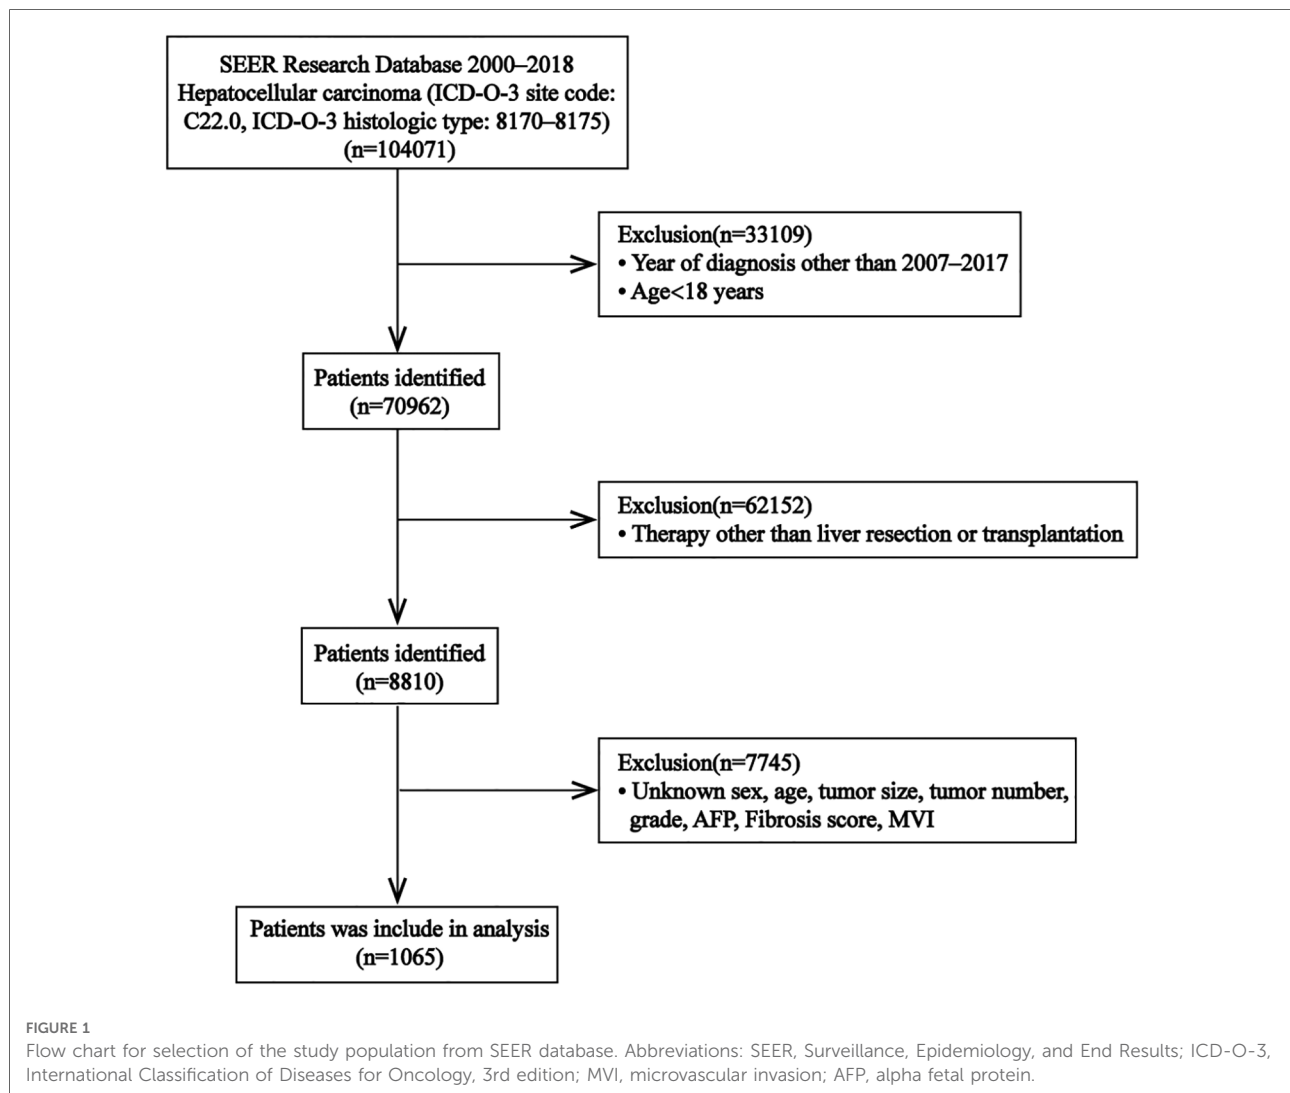 SEER Research Database 2000–2018
Hepatocellular carcinoma (ICD-O-3 site code:
C22.0, ICD-O-3 histologic type: 8170–8175)
(n=104071)
Exclusion(n=33109)
• Year of diagnosis other than 2007–2017
• Age<18 years
Patients identified
(n=70962)
Exclusion(n=62152)
• Therapy other than liver resection or transplantation
Patients identified
(n=8810)
Exclusion(n=7745)
• Unknown sex, age, tumor size, tumor number,
grade, AFP, Fibrosis score, MVI
Patients was include in analysis
(n=1065)
FIGURE 1
Flow chart for selection of the study population from SEER database. Abbreviations: SEER, Surveillance, Epidemiology, and End Results; ICD-O-3,
International Classification of Diseases for Oncology, 3rd edition; MVI, microvascular invasion; AFP, alpha fetal protein.